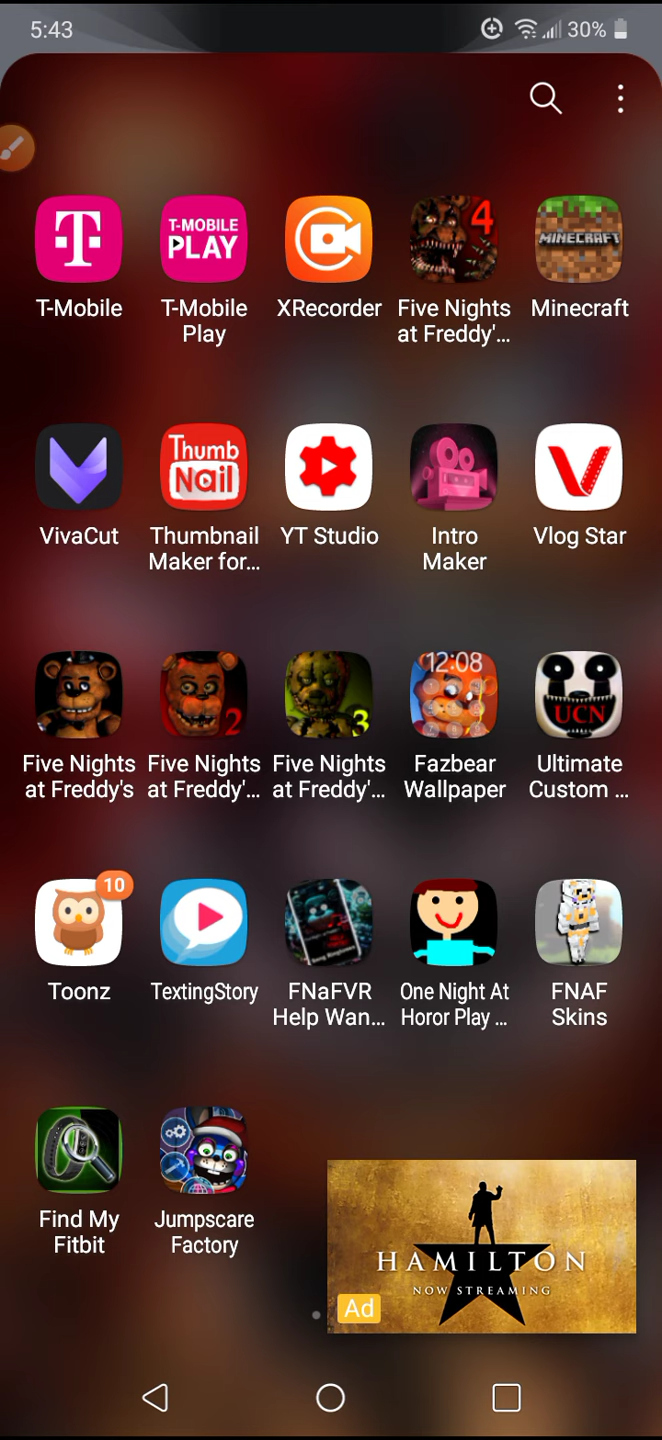 5:43
30%
T-MOBILE
PLAY
4
MINECRAFT
T-Mobile
T-Mobile
Play
XRecorder
Five Nights
at Freddy'...
Minecraft
Thumb
Nail
VivaCut
Thumbnail
Maker for...
YT Studio
Intro
Maker
Vlog Star
2
3
12:08
UCN
Five Nights
at Freddy's
Five Nights
at Freddy'...
Five Nights
at Freddy'...
Fazbear
Wallpaper
Ultimate
Custom ...
10
Toonz
TextingStory
FNaFVR
Help Wan...
One Night At
Horor Play ...
FNAF
Skins
Find My
Fitbit
Jumpscare
Factory
HAMILTON
NOW STREAMING
Ad